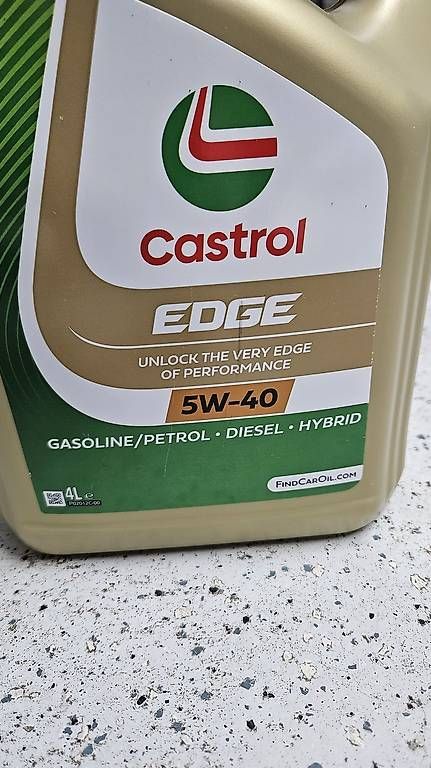 Castrol
EDGE
UNLOCK THE VERY EDGE
OF PERFORMANCE
5W-40
GASOLINE/PETROL • DIESEL • HYBRID
FINDCAROIL.COM
4L e